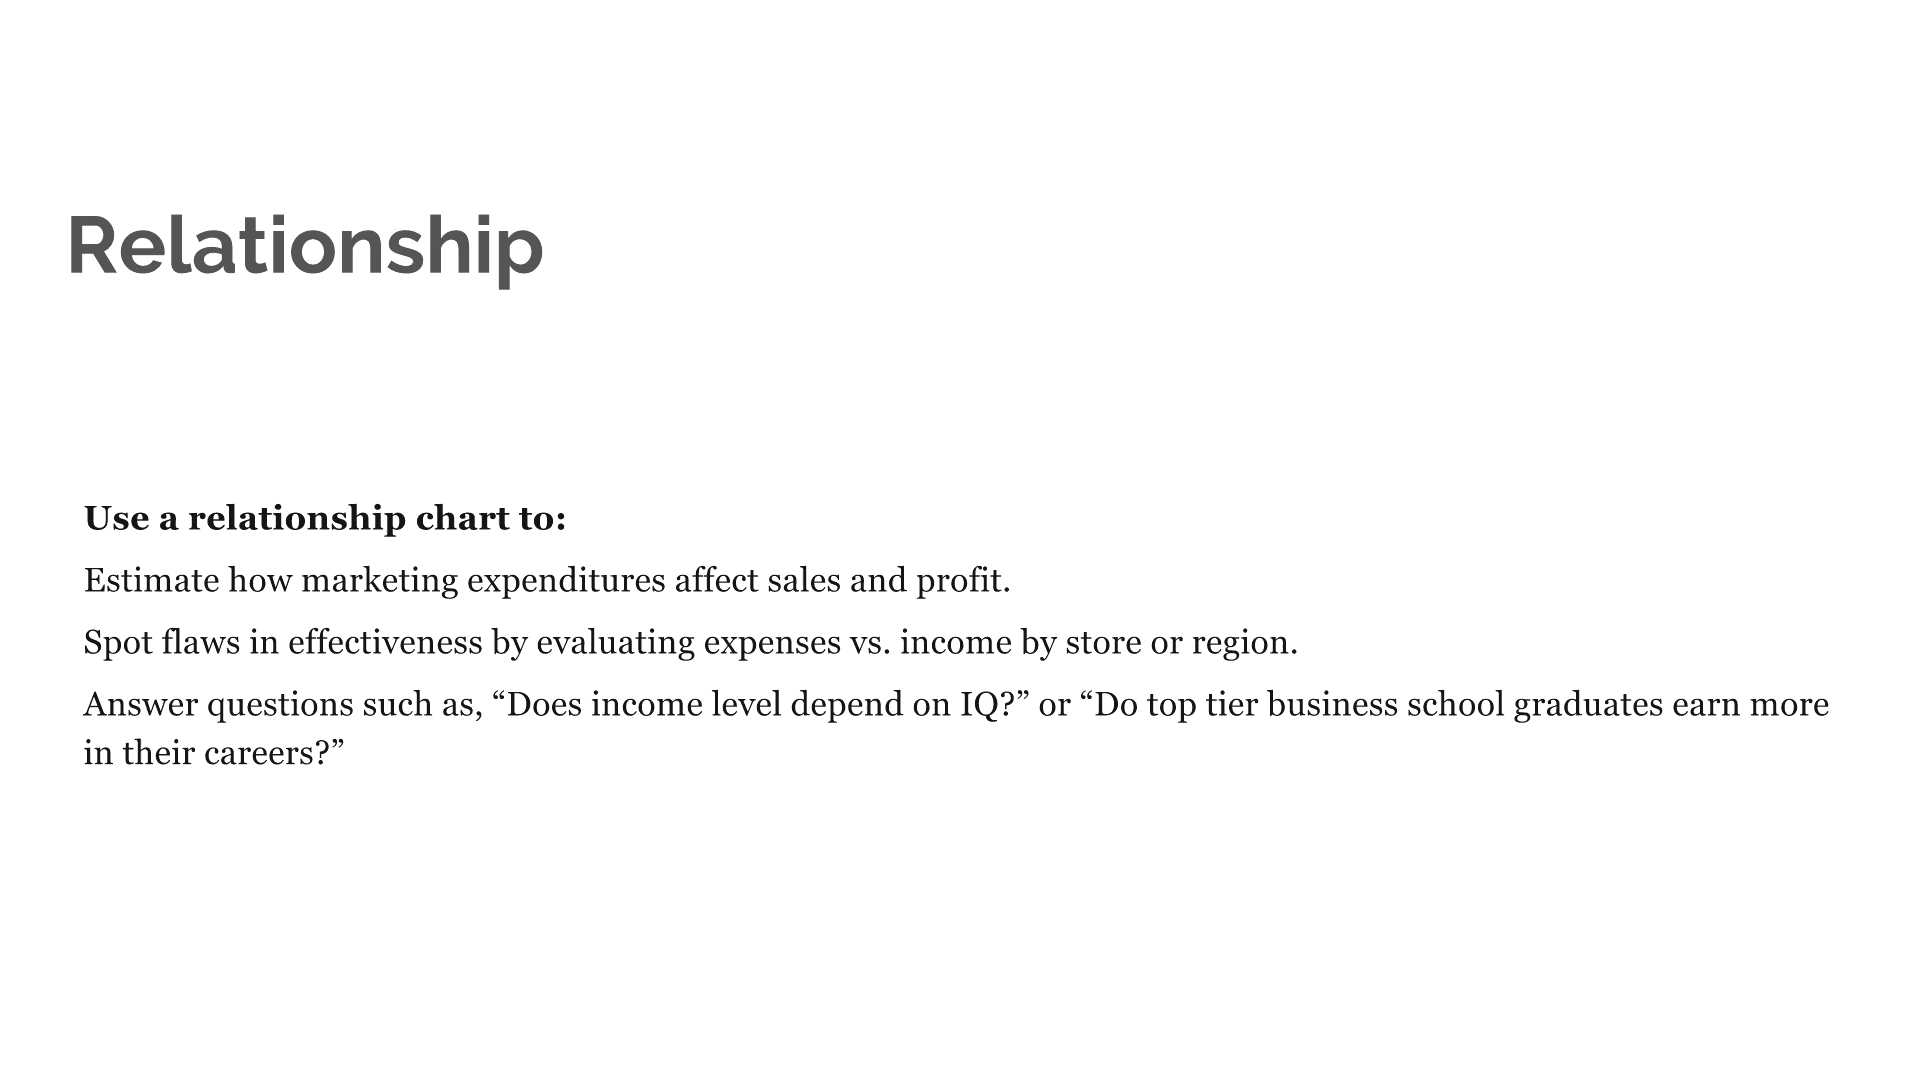 Relationship
Use a relationship chart to:
Estimate how marketing expenditures affect sales and profit.
Spot flaws in effectiveness by evaluating expenses vs. income by store or region.
Answer questions such as, “Does income level depend on IQ?” or “Do top tier business school graduates earn more
in their careers?”